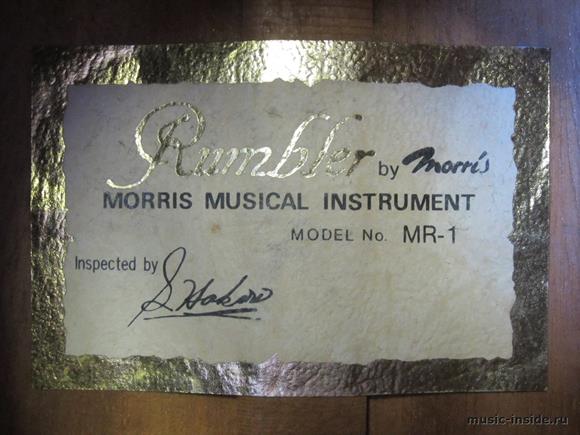 Rumbler by Morris
MORRIS MUSICAL INSTRUMENT
MODEL No. MR-1
Inspected by
music-inside.ru